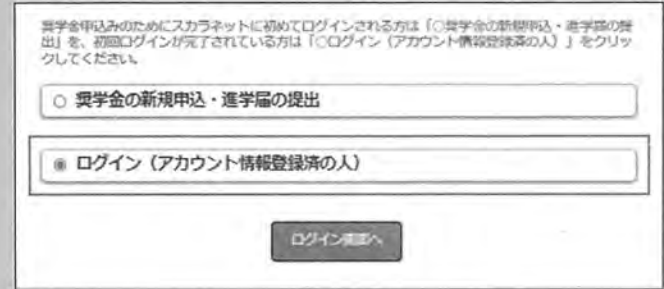 奨学金申込みのためにスカラネットに初めてログインされる方は「○奨学金の新規申込・進学届の提
出」を、初回ログインが完了されている方は「○ログイン(アカウント情報登録済の人)」をクリッ
クしてください。
○ 奨学金の新規申込・進学届の提出
◉ ログイン(アカウント情報登録済の人)
ログイン画面へ